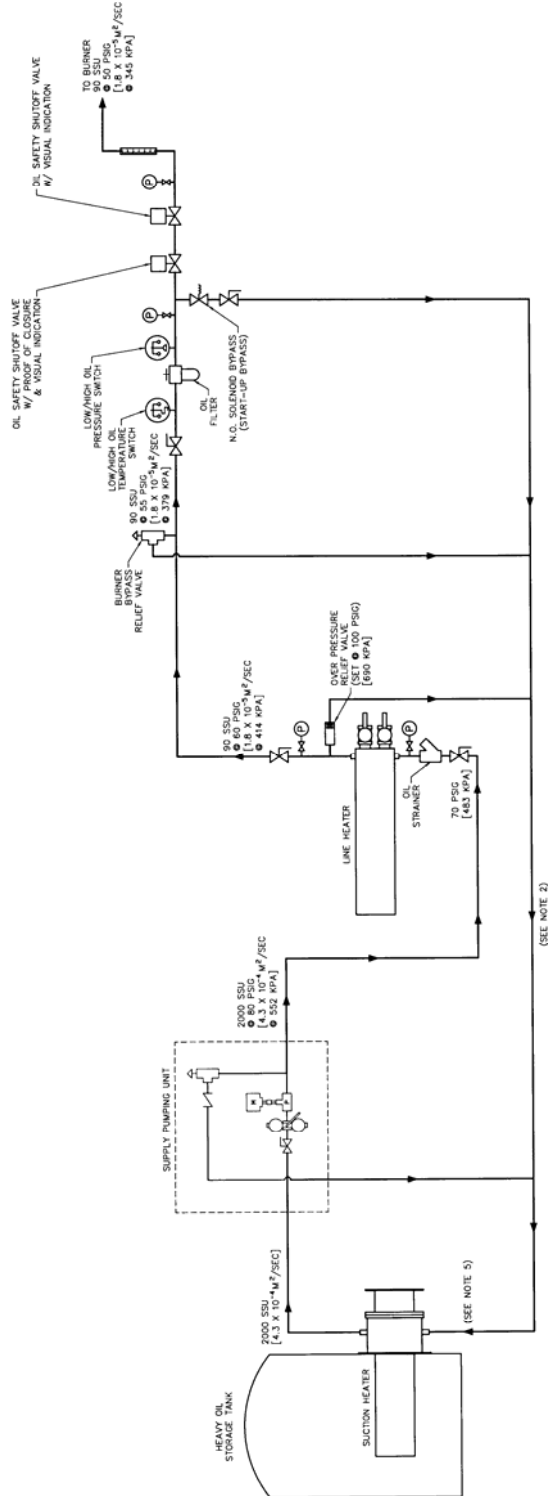 HEAVY OIL
STORAGE TANK
SUCTION HEATER
2000 SSU
[4.3 X 10⁻⁴M²/SEC]
(SEE NOTE 5)
SUPPLY PUMPING UNIT
M
P
2000 SSU
@ 80 PSIG
[4.3 X 10⁻⁴ M²/SEC
@ 552 KPA]
(SEE NOTE 2)
LINE HEATER
OIL
STRAINER
70 PSIG
[483 KPA]
P
P
OVER PRESSURE
RELIEF VALVE
(SET @ 100 PSIG)
[690 KPA]
90 SSU
@ 60 PSIG
[1.8 X 10⁻⁵M²/SEC
@ 414 KPA]
BURNER
BYPASS
RELIEF VALVE
90 SSU
@ 55 PSIG
[1.8 X 10⁻⁵M²/SEC
@ 379 KPA]
LOW/HIGH OIL
TEMPERATURE
SWITCH
LOW/HIGH OIL
PRESSURE SWITCH
OIL
FILTER
N.O. SOLENOID BYPASS
(START-UP BYPASS)
P
OIL SAFETY SHUTOFF VALVE
W/ PROOF OF CLOSURE
& VISUAL INDICATION
OIL SAFETY SHUTOFF VALVE
W/ VISUAL INDICATION
P
TO BURNER
90 SSU
@ 50 PSIG
[1.8 X 10⁻⁵M²/SEC
@ 345 KPA]